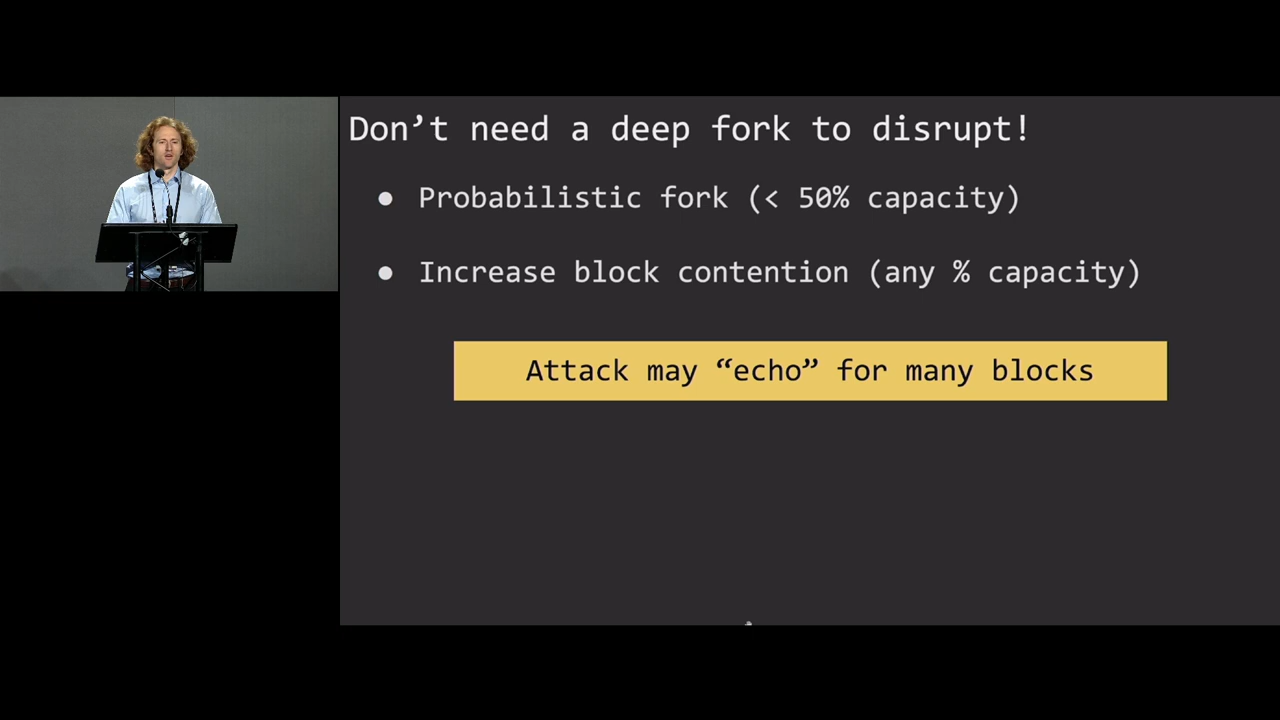 Don’t need a deep fork to disrupt!
● Probabilistic fork (< 50% capacity)
● Increase block contention (any % capacity)
Attack may “echo” for many blocks